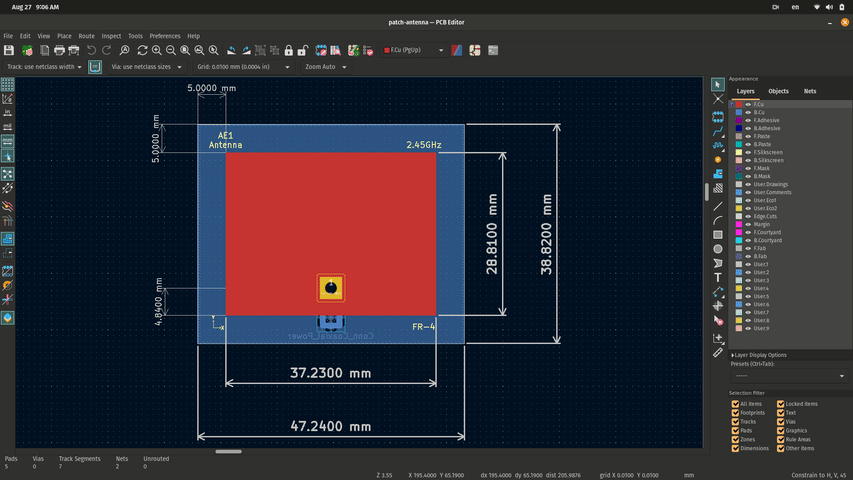 Aug 27 9:06 AM
en
patch-antenna — PCB Editor
File Edit View Place Route Inspect Tools Preferences Help
F.Cu (PgUp)
Track: use netclass width
Via: use netclass sizes
Grid: 0.0100 mm (0.0004 in)
Zoom Auto
Appearance
Layers Objects Nets
F.Cu
B.Cu
F.Adhesive
B.Adhesive
F.Paste
B.Paste
F.Silkscreen
B.Silkscreen
F.Mask
B.Mask
User.Drawings
User.Comments
User.Eco1
User.Eco2
Edge.Cuts
Margin
F.Courtyard
B.Courtyard
F.Fab
B.Fab
User.1
User.2
User.3
User.4
User.5
User.6
User.7
User.8
User.9
Layer Display Options
Presets (Ctrl+Tab):
-----
Selection Filter
All items Locked items
Footprints Text
Tracks Vias
Pads Graphics
Zones Rule Areas
Dimensions Other items
in
mil
mm
5.0000 mm
5.0000 mm
AE1
Antenna
2.45GHz
28.8100 mm
38.8200 mm
4.8400 mm
1
Y
X
FR-4
Conn_Coaxial_Power
37.2300 mm
47.2400 mm
Pads Vias Track Segments Nets Unrouted
5 0 7 2 0
Z 3.55 X 195.4000 Y 65.1900 dx 195.4000 dy 65.1900 dist 205.9876 grid X 0.0100 Y 0.0100 mm Constrain to H, V, 45